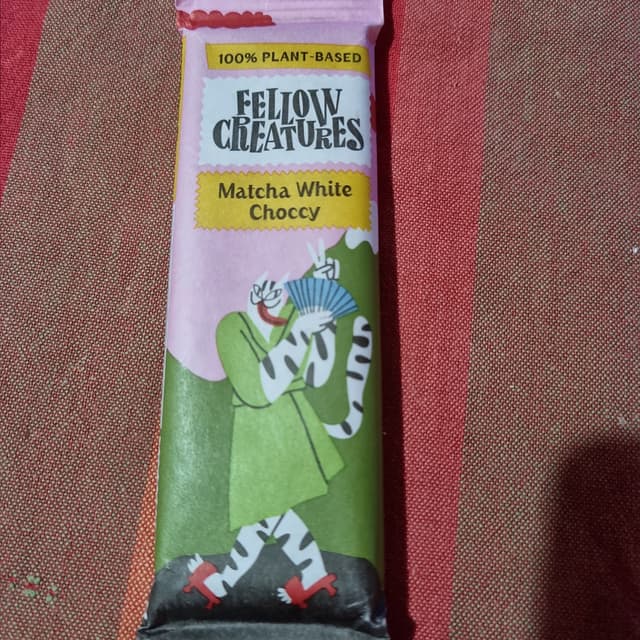 100% PLANT-BASED
FELLOW
CREATURES
Matcha White
Choccy